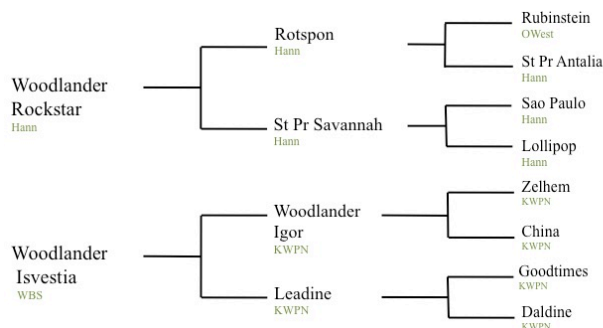 Woodlander
Rockstar
Hann
Rotspon
Hann
Rubinstein
OWest
St Pr Antalia
Hann
St Pr Savannah
Hann
Sao Paulo
Hann
Lollipop
Hann
Woodlander
Isvestia
WBS
Woodlander
Igor
KWPN
Zelhem
KWPN
China
KWPN
Leadine
KWPN
Goodtimes
KWPN
Daldine
KWPN